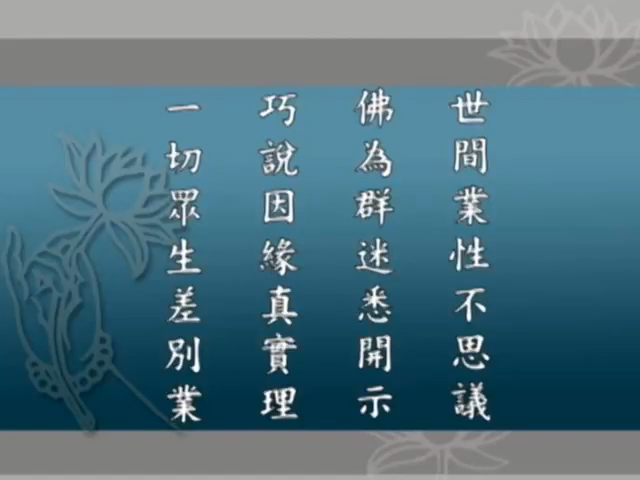 世間業性不思議
佛為群迷悉開示
巧說因緣真實理
一切眾生差別業